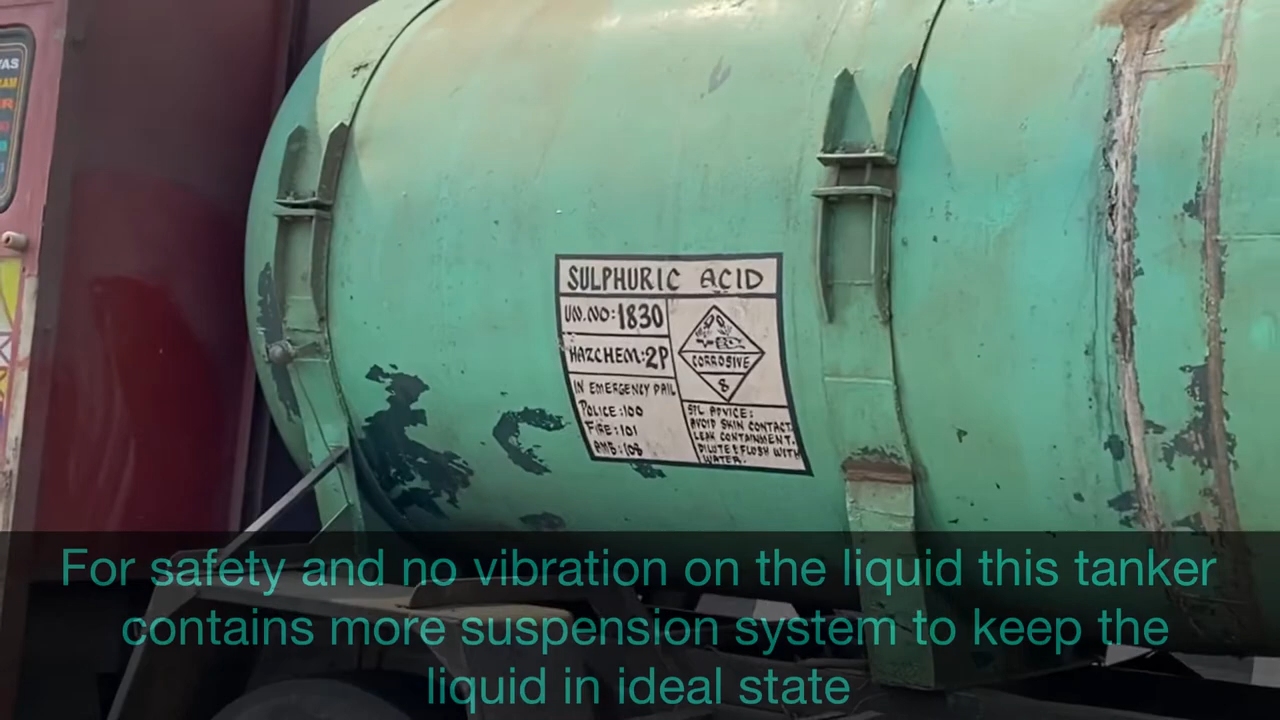 SULPHURIC ACID
UN.NO:1830
HAZCHEM:2P
IN EMERGENCY DAIL
POLICE:100
FIRE:101
AMB:108
CORROSIVE
8
SPL ADVICE:
AVOID SKIN CONTACT.
LEAK CONTAINMENT.
DILUTE & FLUSH WITH
WATER.
For safety and no vibration on the liquid this tanker
contains more suspension system to keep the
liquid in ideal state